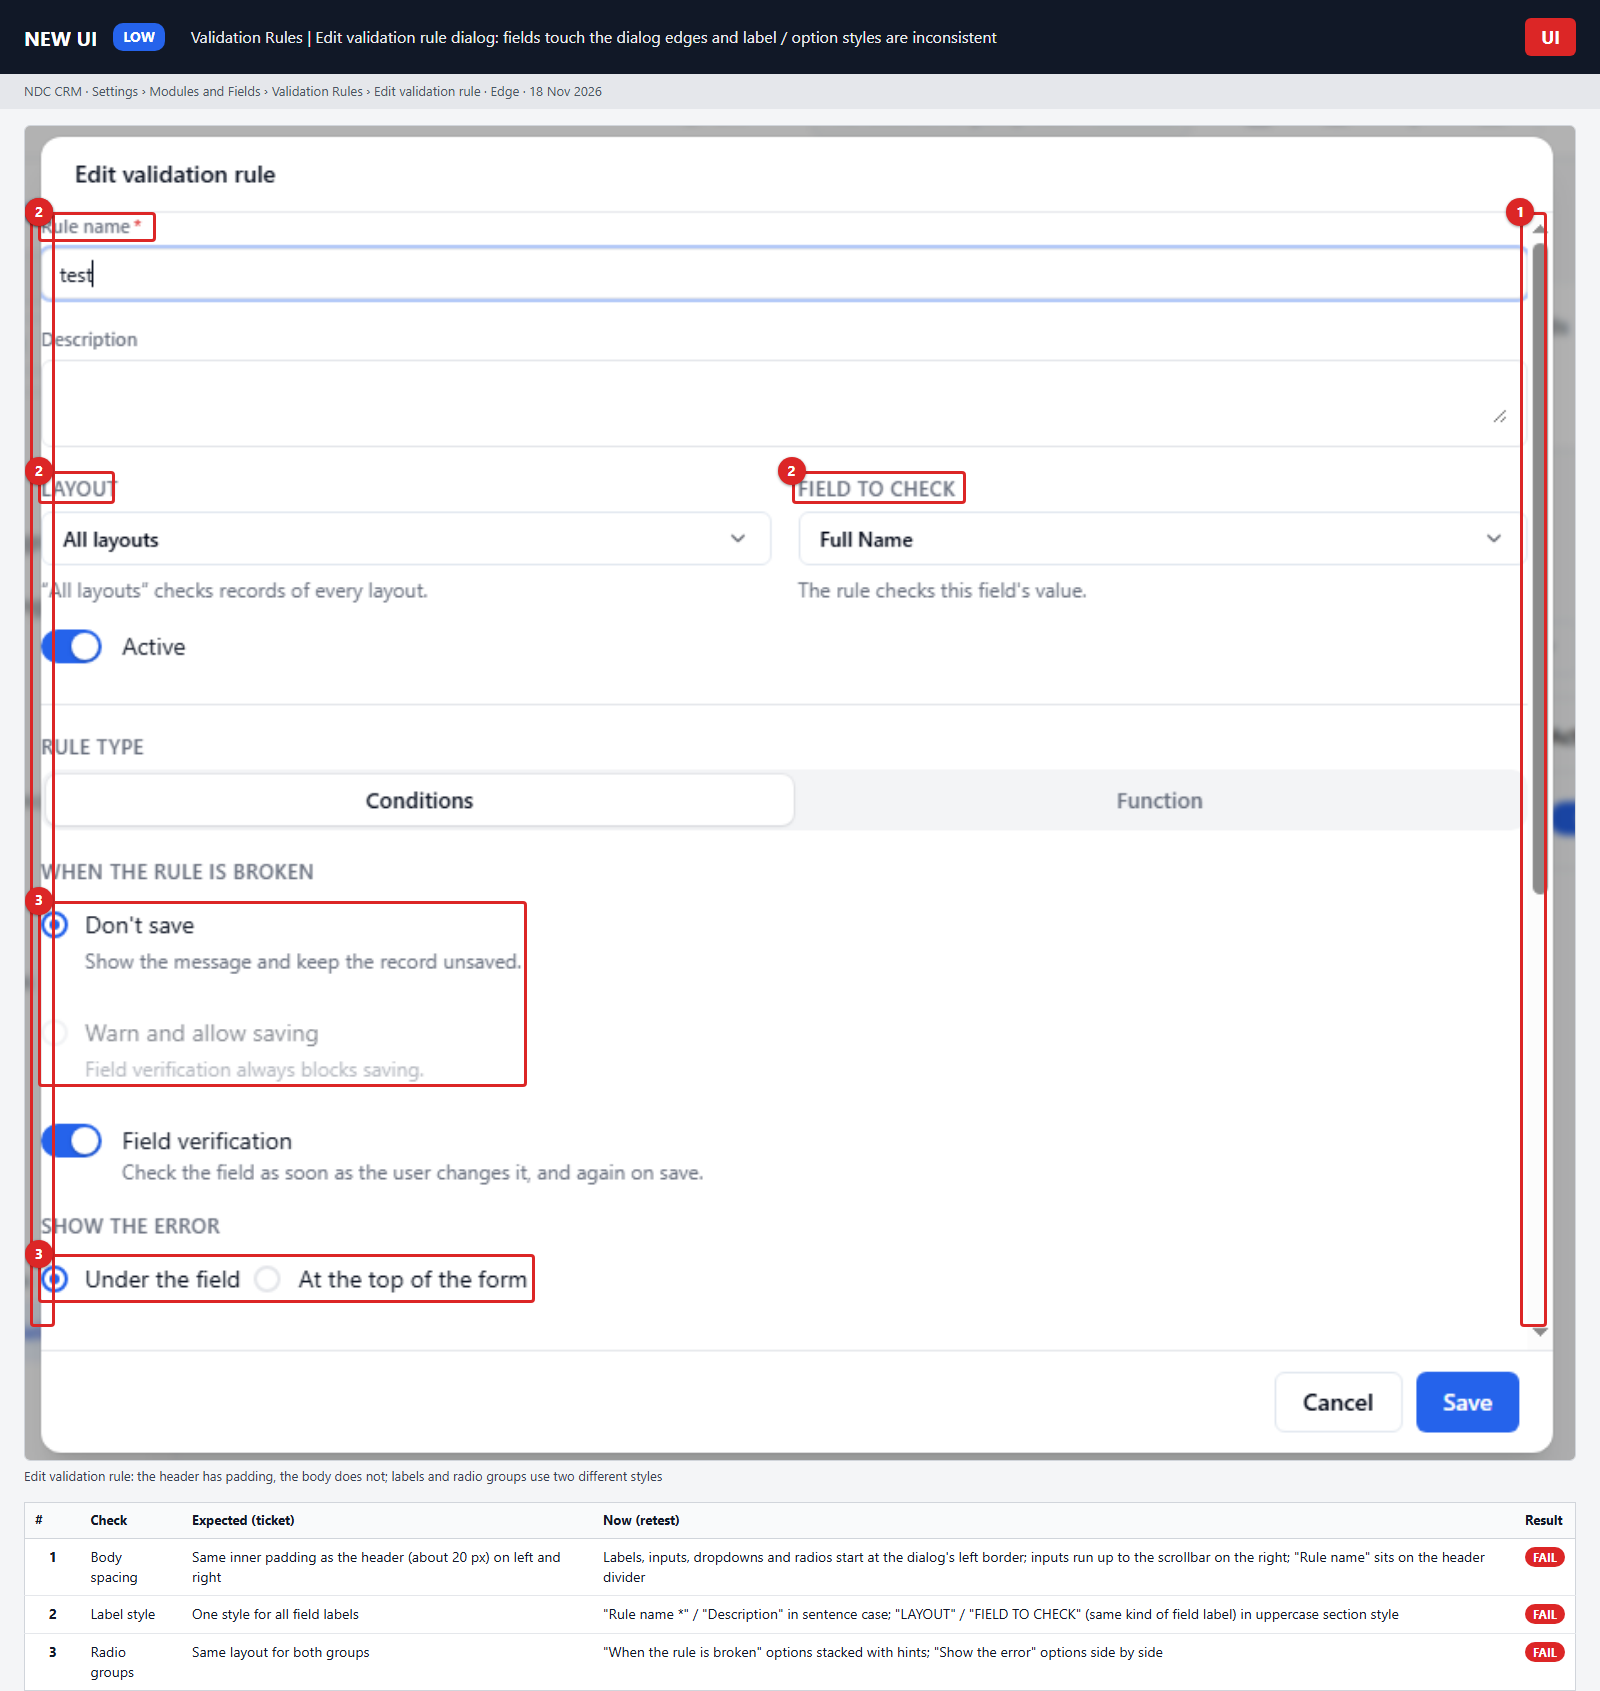 NEW UI LOW Validation Rules | Edit validation rule dialog: fields touch the dialog edges and label / option styles are inconsistent UI
NDC CRM · Settings › Modules and Fields › Validation Rules › Edit validation rule · Edge · 18 Nov 2026
Edit validation rule
2 Rule name * 1
test
Description
2 LAYOUT 2 FIELD TO CHECK
All layouts Full Name
"All layouts" checks records of every layout. The rule checks this field's value.
Active
RULE TYPE
Conditions Function
WHEN THE RULE IS BROKEN
3
Don't save
Show the message and keep the record unsaved.
Warn and allow saving
Field verification always blocks saving.
Field verification
Check the field as soon as the user changes it, and again on save.
SHOW THE ERROR
3
Under the field At the top of the form
Cancel Save
Edit validation rule: the header has padding, the body does not; labels and radio groups use two different styles
# Check Expected (ticket) Now (retest) Result
1 Body spacing Same inner padding as the header (about 20 px) on left and right Labels, inputs, dropdowns and radios start at the dialog's left border; inputs run up to the scrollbar on the right; "Rule name" sits on the header divider FAIL
2 Label style One style for all field labels "Rule name *" / "Description" in sentence case; "LAYOUT" / "FIELD TO CHECK" (same kind of field label) in uppercase section style FAIL
3 Radio groups Same layout for both groups "When the rule is broken" options stacked with hints; "Show the error" options side by side FAIL